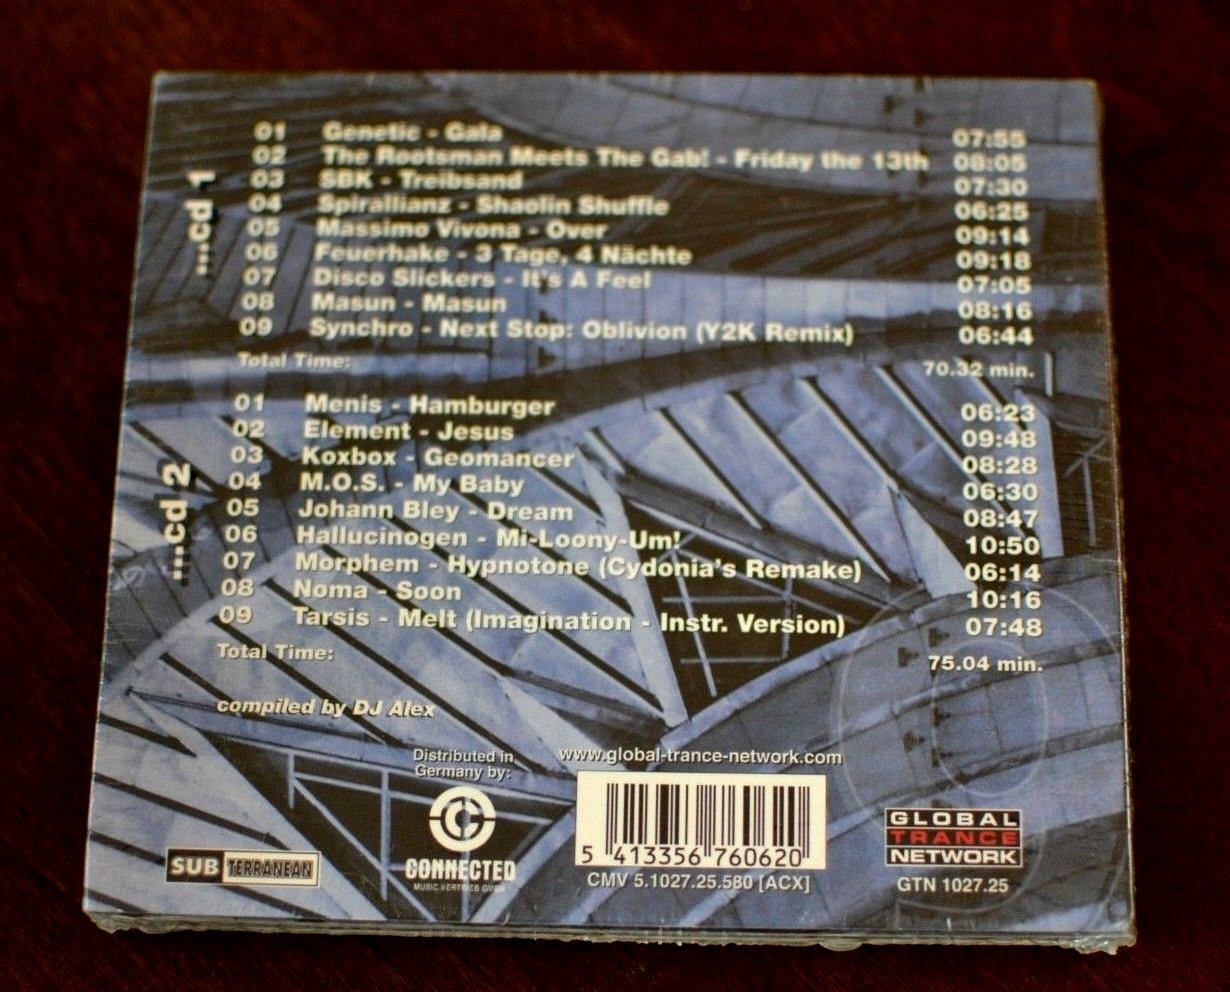 ...cd 1
01 Genetic - Gaia 07:55
02 The Rootsman Meets The Gab! - Friday the 13th 08:05
03 SBK - Treibsand 07:30
04 Spirallianz - Shaolin Shuffle 06:25
05 Massimo Vivona - Over 09:14
06 Feuerhake - 3 Tage, 4 Nächte 09:18
07 Disco Slickers - It's A Feel 07:05
08 Masun - Masun 08:16
09 Synchro - Next Stop: Oblivion (Y2K Remix) 06:44
Total Time: 70.32 min.
...cd 2
01 Menis - Hamburger 06:23
02 Element - Jesus 09:48
03 Koxbox - Geomancer 08:28
04 M.O.S. - My Baby 06:30
05 Johann Bley - Dream 08:47
06 Hallucinogen - Mi-Loony-Um! 10:50
07 Morphem - Hypnotone (Cydonia's Remake) 06:14
08 Noma - Soon 10:16
09 Tarsis - Melt (Imagination - Instr. Version) 07:48
Total Time: 75.04 min.
compiled by DJ Alex
Distributed in
Germany by:
CONNECTED
MUSIC VERTRIEB GMBH
www.global-trance-network.com
5 413356 760620
CMV 5.1027.25.580 [ACX]
SUB TERRANEAN
GLOBAL
TRANCE
NETWORK
GTN 1027.25